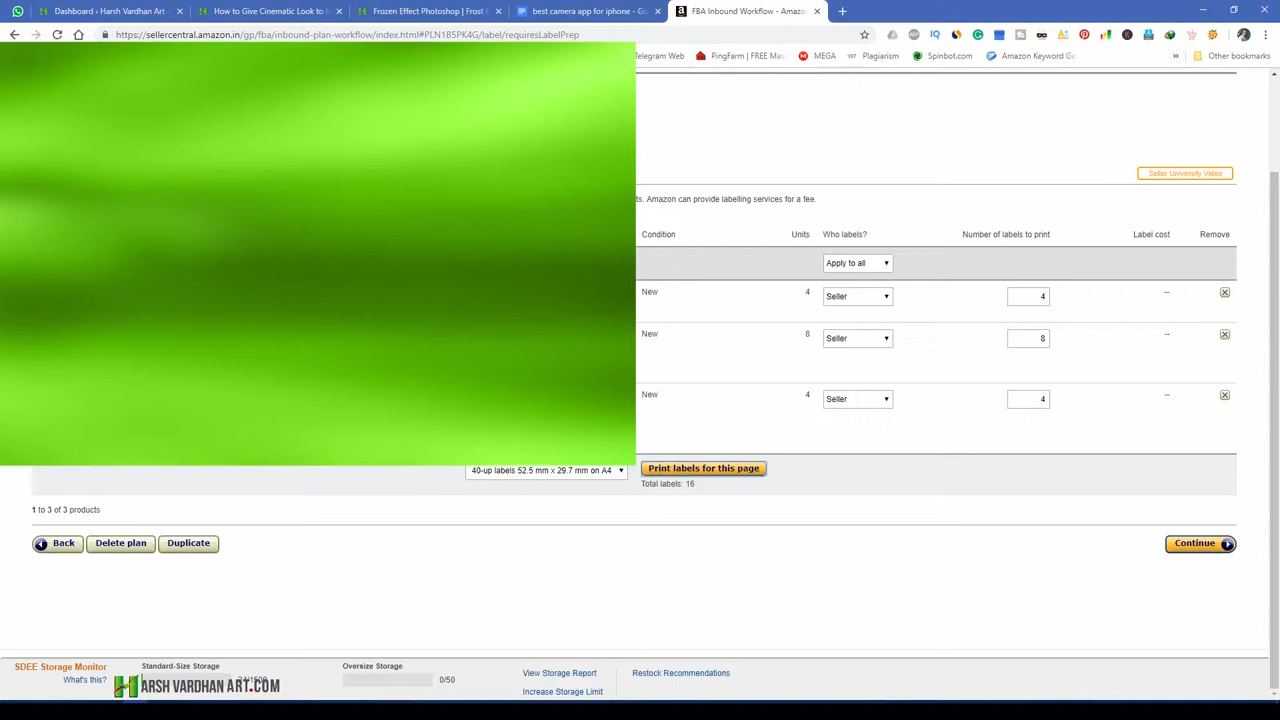 Dashboard ‹ Harsh Vardhan Art -
How to Give Cinematic Look to I
Frozen Effect Photoshop | Frost
best camera app for iphone - Go
FBA Inbound Workflow - Amazo
https://sellercentral.amazon.in/gp/fba/inbound-plan-workflow/index.html#PLN1B5PK4G/label/requiresLabelPrep
elegram Web
PingFarm | FREE Mas
MEGA
Plagiarism
Spinbot.com
Amazon Keyword Ge
»
Other bookmarks
Seller University Video
ts. Amazon can provide labelling services for a fee.
Condition Units Who labels? Number of labels to print Label cost Remove
Apply to all
New 4 Seller 4 --
New 8 Seller 8 --
New 4 Seller 4 --
40-up labels 52.5 mm x 29.7 mm on A4
Print labels for this page
Total labels: 16
1 to 3 of 3 products
Back
Delete plan
Duplicate
Continue
SDEE Storage Monitor
What's this?
Standard-Size Storage
Oversize Storage
0/50
View Storage Report
Increase Storage Limit
Restock Recommendations
HARSH VARDHAN ART.COM